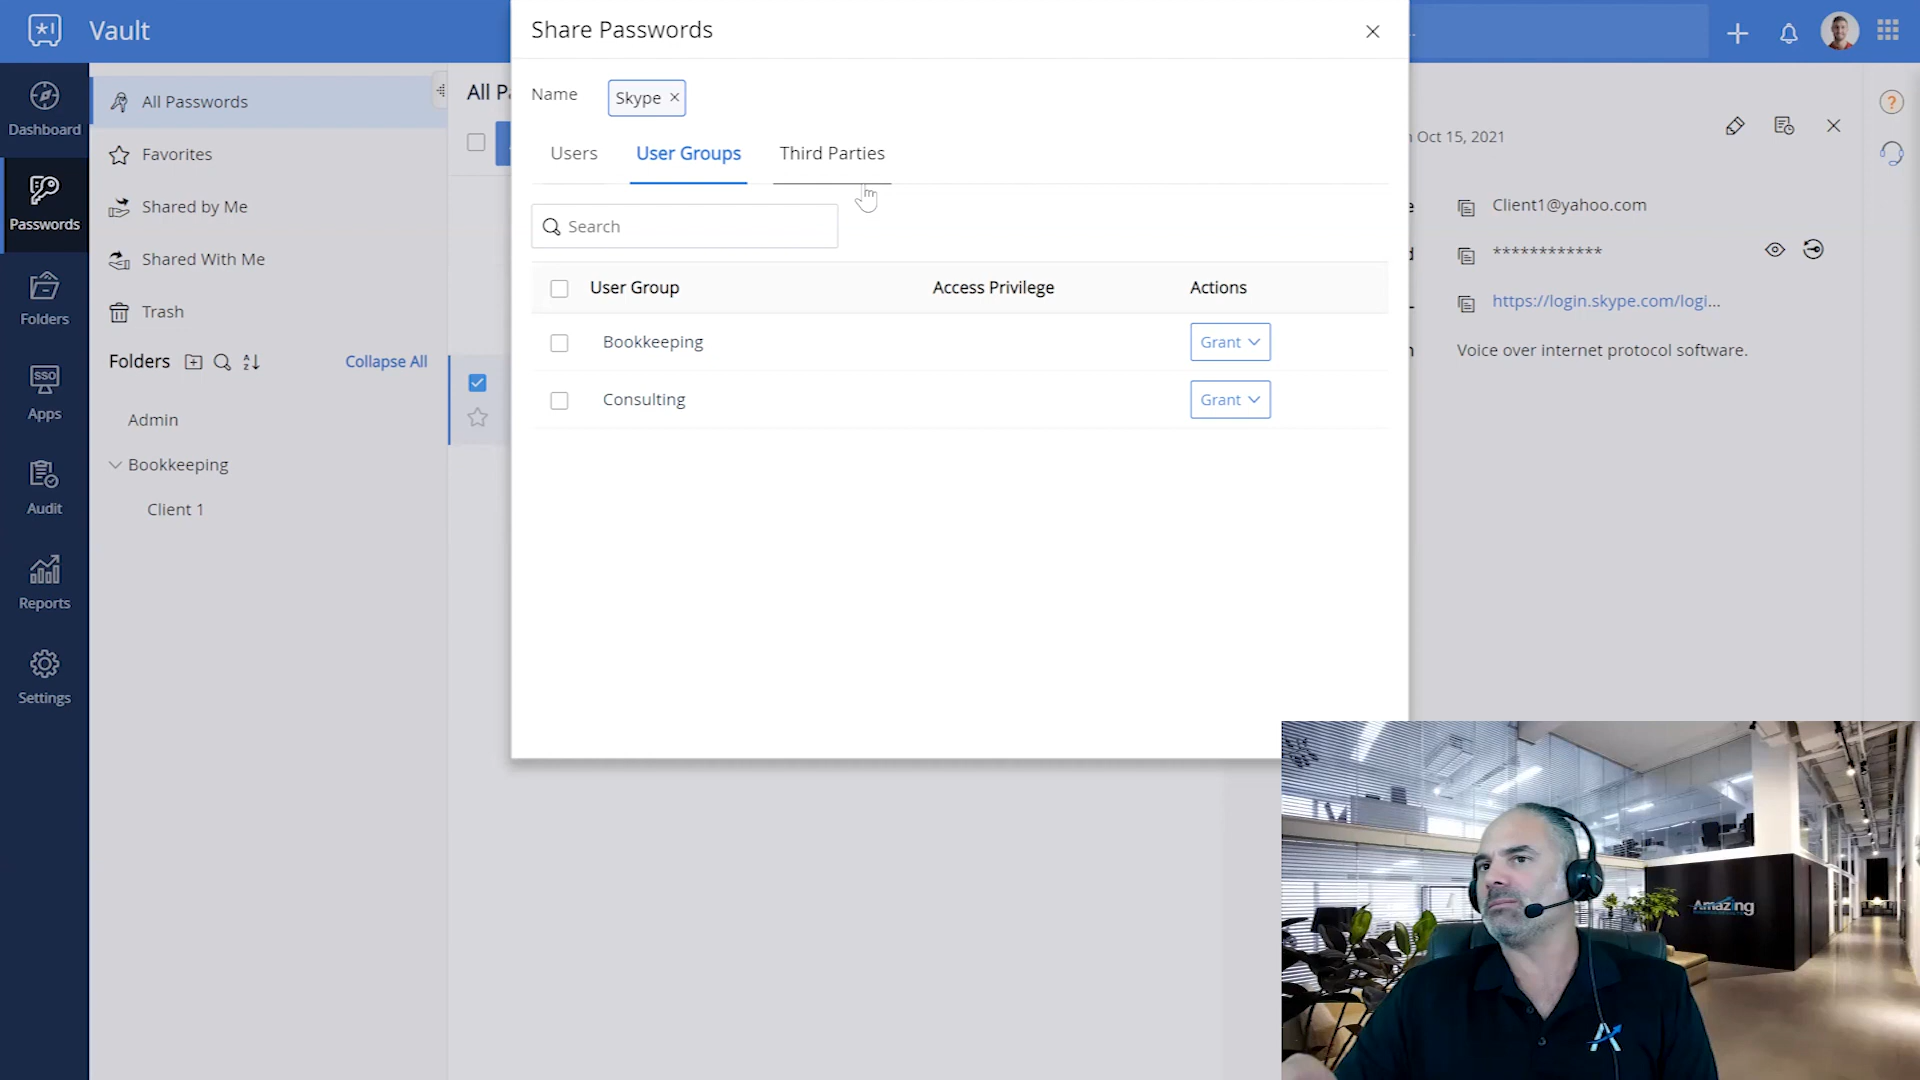 Vault
Share Passwords
Dashboard
Passwords
Folders
SSO
Apps
Audit
Reports
Settings
All Passwords
Favorites
Shared by Me
Shared With Me
Trash
Folders
Collapse All
Admin
Bookkeeping
Client 1
All P
Name
Skype
Users
User Groups
Third Parties
Search
User Group
Access Privilege
Actions
Bookkeeping
Grant
Consulting
Grant
Oct 15, 2021
Client1@yahoo.com
************
https://login.skype.com/logi...
Voice over internet protocol software.
Amazing